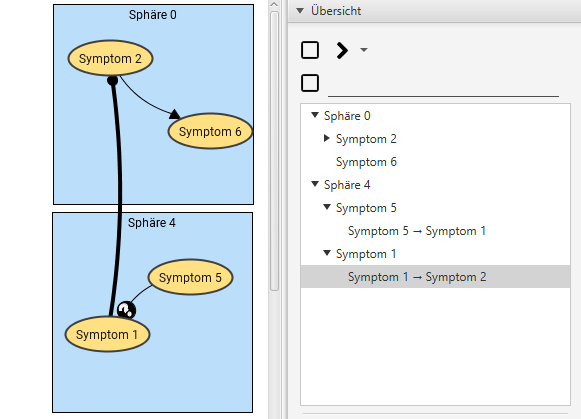 Sphäre 0
Symptom 2
Symptom 6
Sphäre 4
Symptom 5
Symptom 1
Übersicht
Sphäre 0
Symptom 2
Symptom 6
Sphäre 4
Symptom 5
Symptom 5 → Symptom 1
Symptom 1
Symptom 1 → Symptom 2